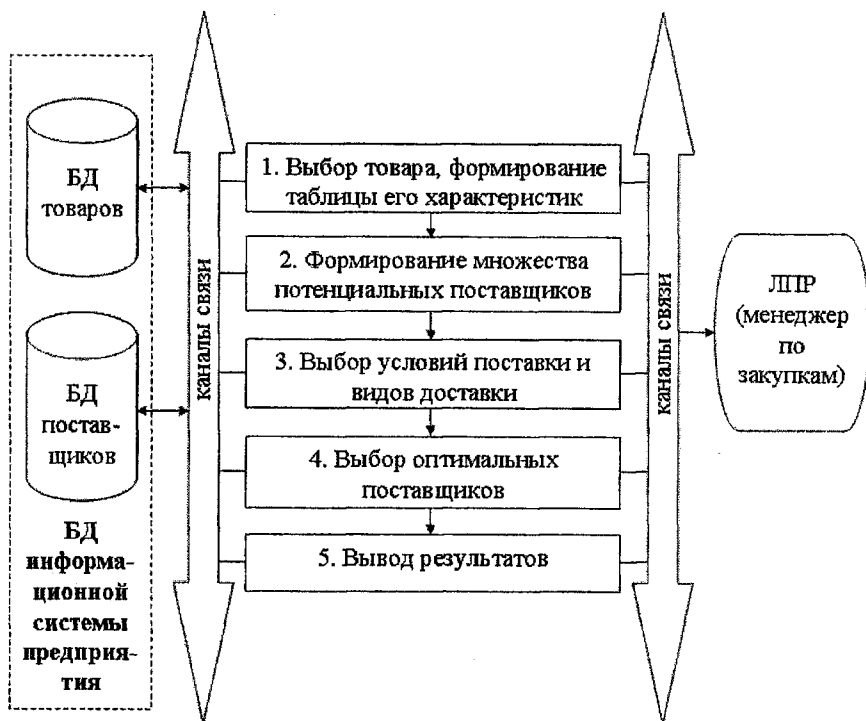 БД
товаров
БД
постав-
щиков
БД
информа-
ционной
системы
предприя-
тия
каналы связи
1. Выбор товара, формирование
таблицы его характеристик
2. Формирование множества
потенциальных поставщиков
3. Выбор условий поставки и
видов доставки
4. Выбор оптимальных
поставщиков
5. Вывод результатов
каналы связи
ЛПР
(менеджер
по
закупкам)